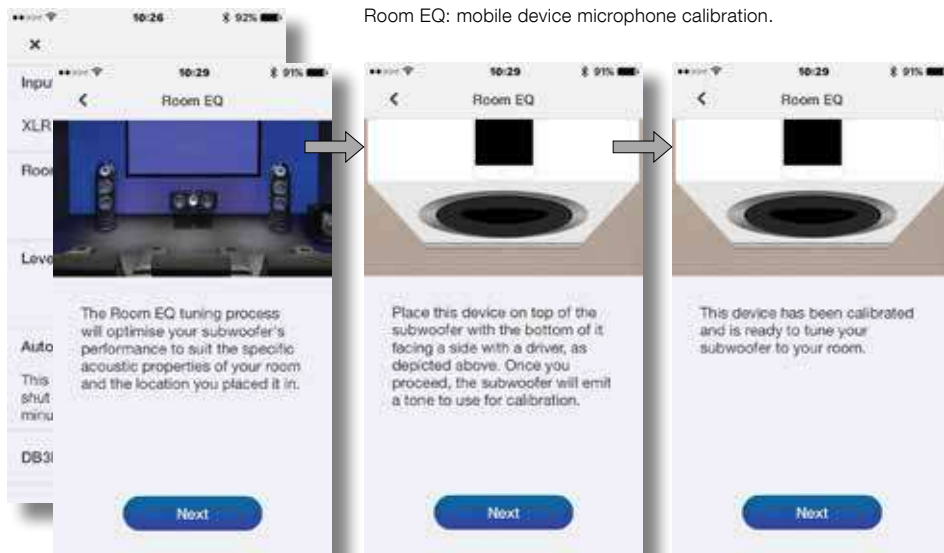 Room EQ: mobile device microphone calibration.
10:26
92%
×
Inpu
XLR
Roo
Leve
Auto
This
shut
minu
10:29
91%
Room EQ
The Room EQ tuning process
will optimise your subwoofer's
performance to suit the specific
acoustic properties of your room
and the location you placed it in.
Next
10:29
91%
Room EQ
Place this device on top of the
subwoofer with the bottom of it
facing a side with a driver, as
depicted above. Once you
proceed, the subwoofer will emit
a tone to use for calibration.
Next
10:29
91%
Room EQ
This device has been calibrated
and is ready to tune your
subwoofer to your room.
Next